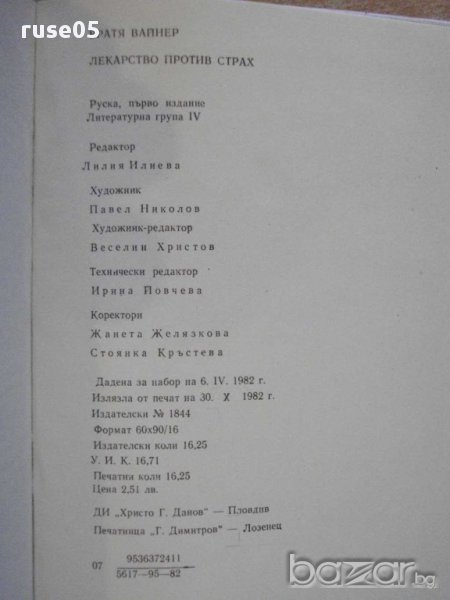 ruse05
РАТЯ ВАЙНЕР
ЛЕКАРСТВО ПРОТИВ СТРАХ
Руска, първо издание
Литературна група IV
Редактор
Лилия Илиева
Художник
Павел Николов
Художник-редактор
Веселин Христов
Технически редактор
Ирина Йовчева
Коректори
Жанета Желязкова
Стоянка Кръстева
Дадена за набор на 6. IV. 1982 г.
Излязла от печат на 30. X 1982 г.
Издателски № 1844
Формат 60x90/16
Издателски коли 16,25
У. И. К. 16,71
Печатни коли 16,25
Цена 2,51 лв.
ДИ „Христо Г. Данов" — Пловдив
Печатница „Г. Димитров" — Лозенец
07 9536372411
5617—95—82
bazar.bg